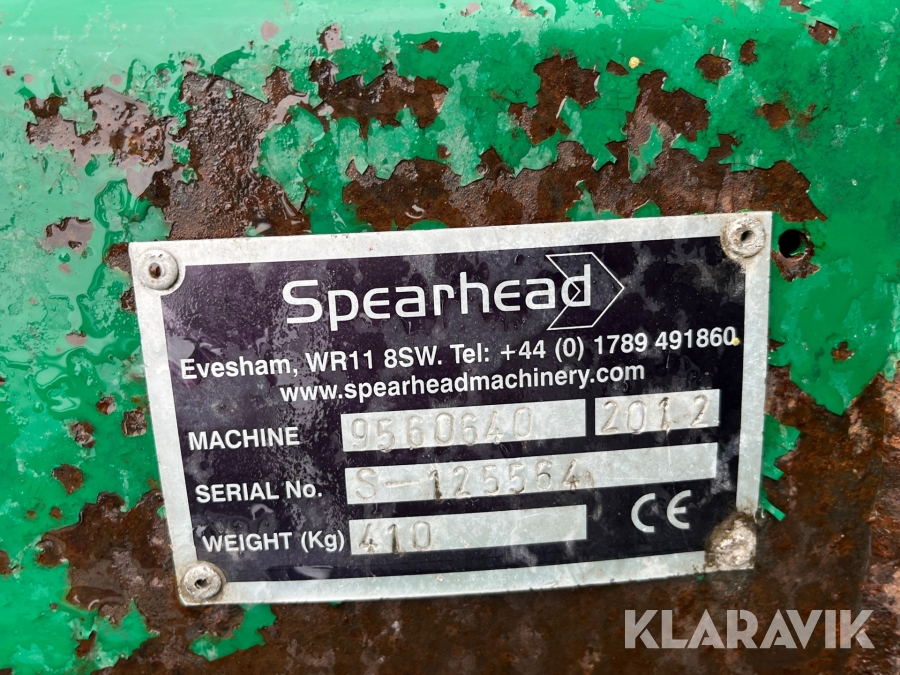 Spearhead
Evesham, WR11 8SW. Tel: +44 (0) 1789 491860
www.spearheadmachinery.com
MACHINE 9560640 2012
SERIAL No. S-125564
WEIGHT (Kg) 410
CE
KLARAVIK